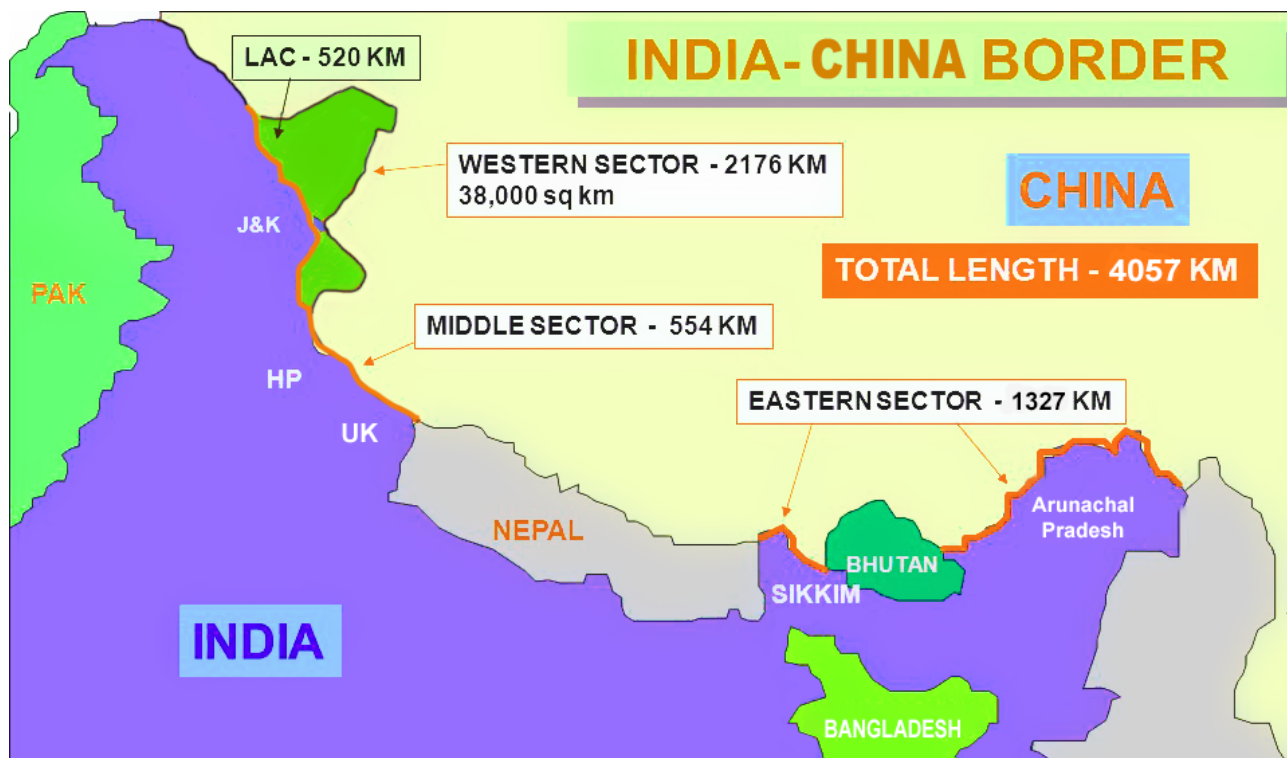 INDIA- CHINA BORDER
LAC - 520 KM
WESTERN SECTOR - 2176 KM
38,000 sq km
CHINA
J&K
TOTAL LENGTH - 4057 KM
PAK
MIDDLE SECTOR - 554 KM
HP
EASTERN SECTOR - 1327 KM
UK
Arunachal
Pradesh
NEPAL
BHUTAN
SIKKIM
INDIA
BANGLADESH